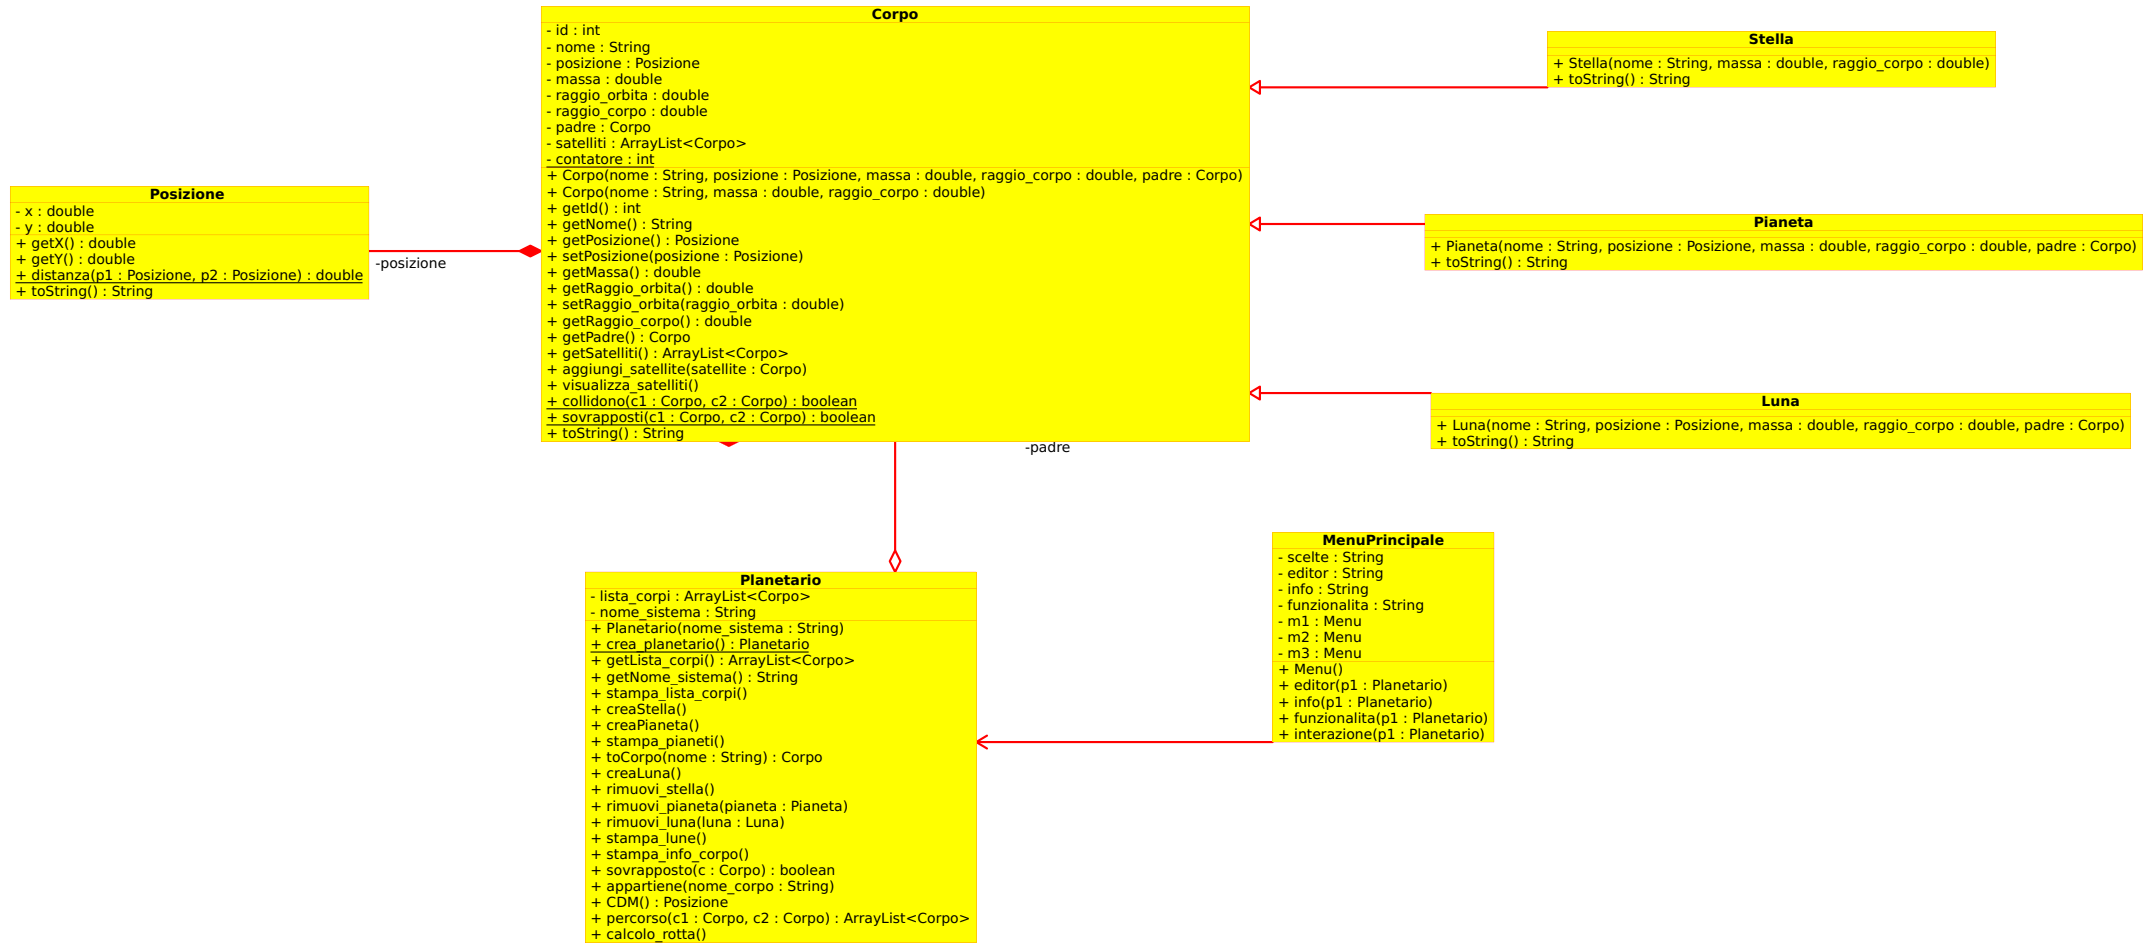 Corpo
- id : int
- nome : String
- posizione : Posizione
- massa : double
- raggio_orbita : double
- raggio_corpo : double
- padre : Corpo
- satelliti : ArrayList<Corpo>
- contatore : int
+ Corpo(nome : String, posizione : Posizione, massa : double, raggio_corpo : double, padre : Corpo)
+ Corpo(nome : String, massa : double, raggio_corpo : double)
+ getId() : int
+ getNome() : String
+ getPosizione() : Posizione
+ setPosizione(posizione : Posizione)
+ getMassa() : double
+ getRaggio_orbita() : double
+ setRaggio_orbita(raggio_orbita : double)
+ getRaggio_corpo() : double
+ getPadre() : Corpo
+ getSatelliti() : ArrayList<Corpo>
+ aggiungi_satellite(satellite : Corpo)
+ visualizza_satelliti()
+ collidono(c1 : Corpo, c2 : Corpo) : boolean
+ sovrapposti(c1 : Corpo, c2 : Corpo) : boolean
+ toString() : String
Stella
+ Stella(nome : String, massa : double, raggio_corpo : double)
+ toString() : String
Posizione
- x : double
- y : double
+ getX() : double
+ getY() : double
+ distanza(p1 : Posizione, p2 : Posizione) : double
+ toString() : String
-posizione
Pianeta
+ Pianeta(nome : String, posizione : Posizione, massa : double, raggio_corpo : double, padre : Corpo)
+ toString() : String
Luna
+ Luna(nome : String, posizione : Posizione, massa : double, raggio_corpo : double, padre : Corpo)
+ toString() : String
-padre
Planetario
- lista_corpi : ArrayList<Corpo>
- nome_sistema : String
+ Planetario(nome_sistema : String)
+ crea_planetario() : Planetario
+ getLista_corpi() : ArrayList<Corpo>
+ getNome_sistema() : String
+ stampa_lista_corpi()
+ creaStella()
+ creaPianeta()
+ stampa_pianeti()
+ toCorpo(nome : String) : Corpo
+ creaLuna()
+ rimuovi_stella()
+ rimuovi_pianeta(pianeta : Pianeta)
+ rimuovi_luna(luna : Luna)
+ stampa_lune()
+ stampa_info_corpo()
+ sovrapposto(c : Corpo) : boolean
+ appartiene(nome_corpo : String)
+ CDM() : Posizione
+ percorso(c1 : Corpo, c2 : Corpo) : ArrayList<Corpo>
+ calcolo_rotta()
MenuPrincipale
- scelte : String
- editor : String
- info : String
- funzionalita : String
- m1 : Menu
- m2 : Menu
- m3 : Menu
+ Menu()
+ editor(p1 : Planetario)
+ info(p1 : Planetario)
+ funzionalita(p1 : Planetario)
+ interazione(p1 : Planetario)